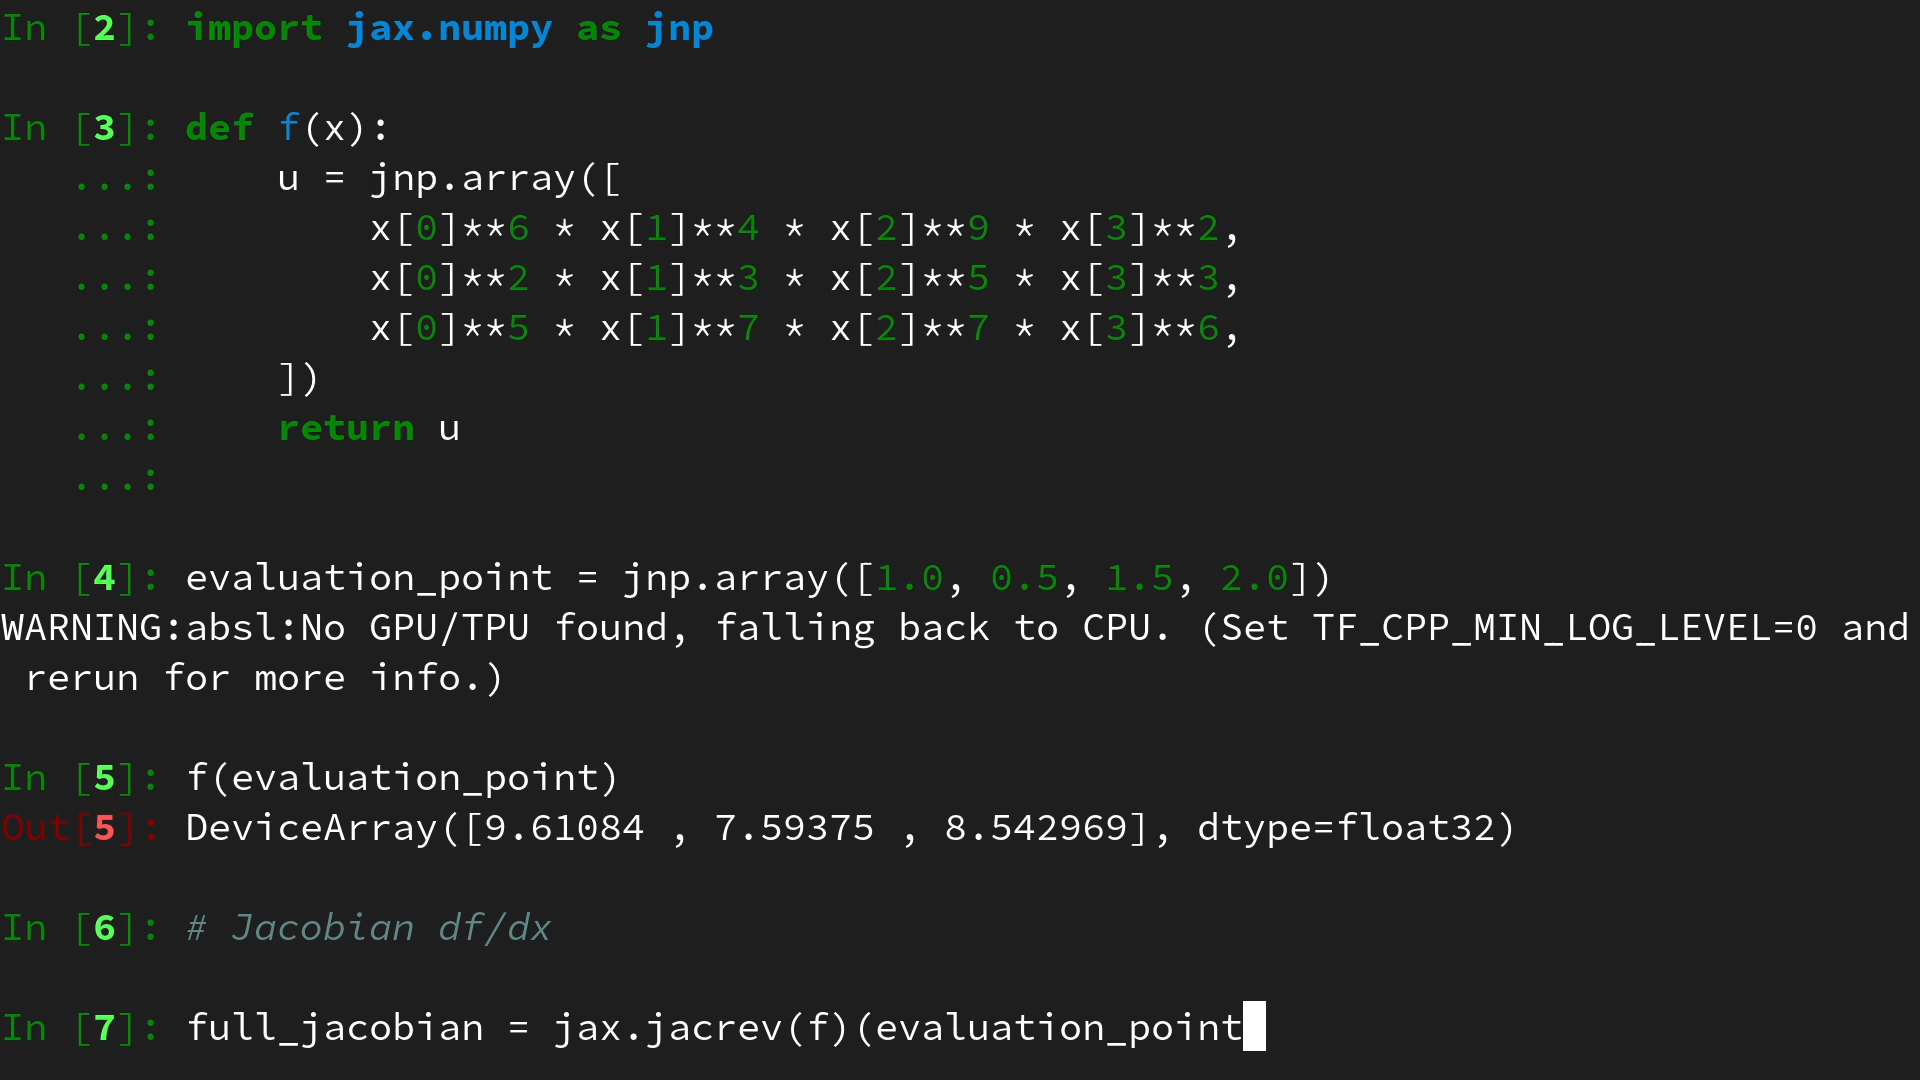 In [2]: import jax.numpy as jnp
In [3]: def f(x):
   ...:     u = jnp.array([
   ...:         x[0]**6 * x[1]**4 * x[2]**9 * x[3]**2,
   ...:         x[0]**2 * x[1]**3 * x[2]**5 * x[3]**3,
   ...:         x[0]**5 * x[1]**7 * x[2]**7 * x[3]**6,
   ...:     ])
   ...:     return u
   ...:
In [4]: evaluation_point = jnp.array([1.0, 0.5, 1.5, 2.0])
WARNING:absl:No GPU/TPU found, falling back to CPU. (Set TF_CPP_MIN_LOG_LEVEL=0 and
 rerun for more info.)
In [5]: f(evaluation_point)
Out[5]: DeviceArray([9.61084 , 7.59375 , 8.542969], dtype=float32)
In [6]: # Jacobian df/dx
In [7]: full_jacobian = jax.jacrev(f)(evaluation_point